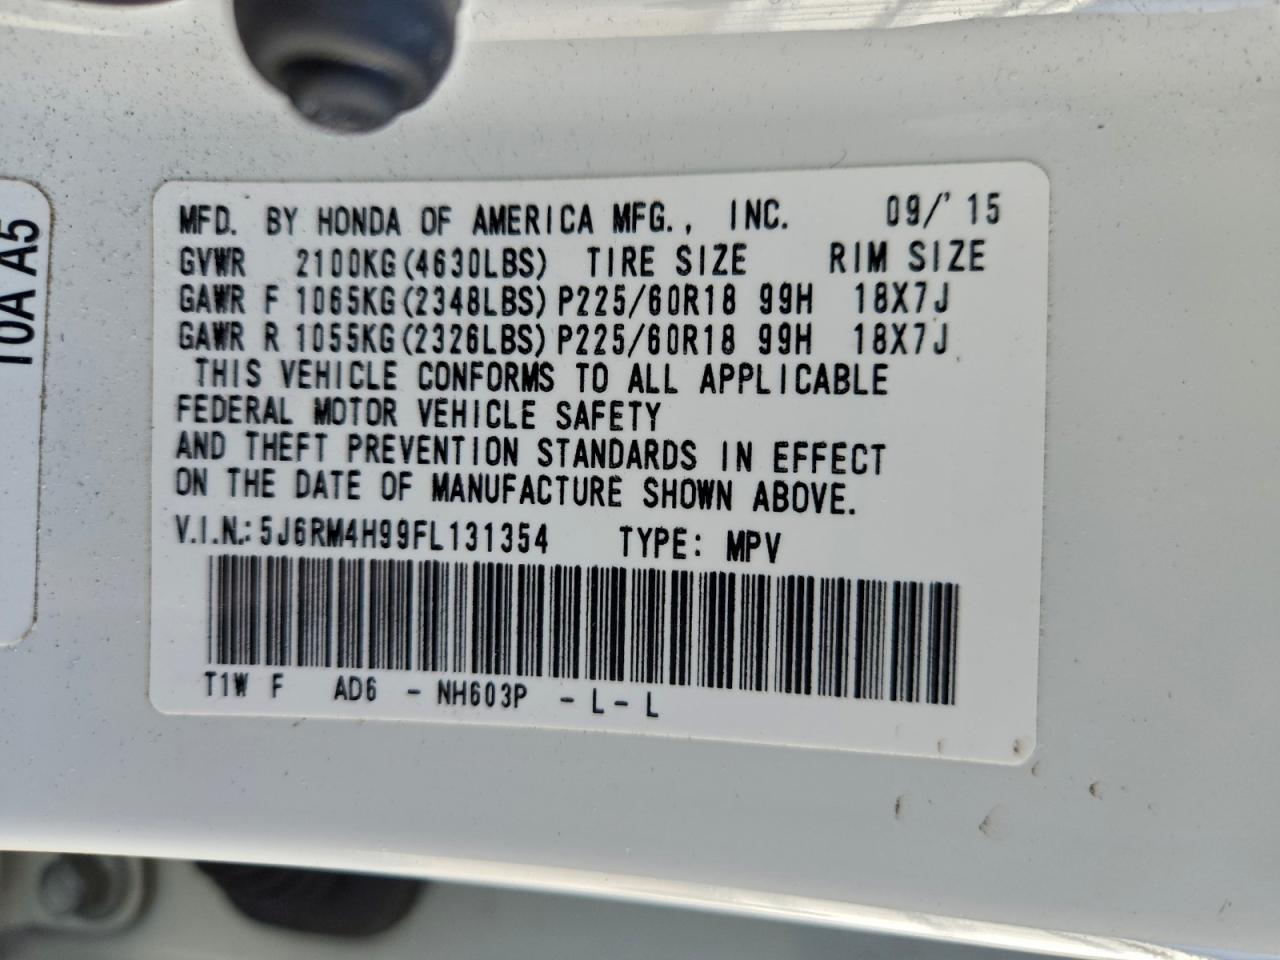 MFD. BY HONDA OF AMERICA MFG., INC. 09/'15
GVWR 2100KG(4630LBS) TIRE SIZE RIM SIZE
GAWR F 1065KG(2348LBS) P225/60R18 99H 18X7J
GAWR R 1055KG(2326LBS) P225/60R18 99H 18X7J
THIS VEHICLE CONFORMS TO ALL APPLICABLE
FEDERAL MOTOR VEHICLE SAFETY
AND THEFT PREVENTION STANDARDS IN EFFECT
ON THE DATE OF MANUFACTURE SHOWN ABOVE.
V.I.N.: 5J6RM4H99FL131354 TYPE: MPV
T1W F AD6 - NH603P - L - L
10A A5